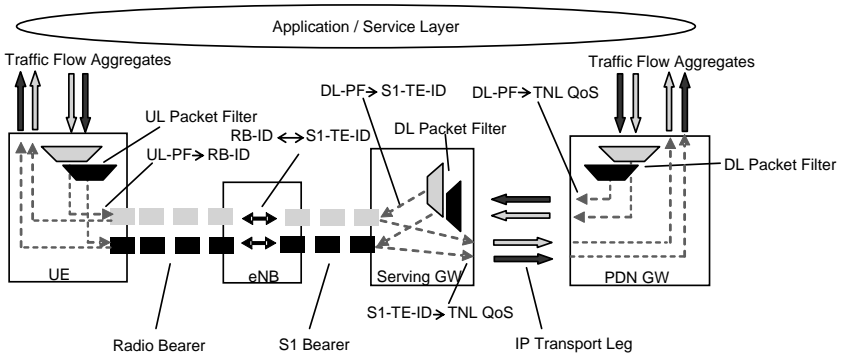 Application / Service Layer
Traffic Flow Aggregates
Traffic Flow Aggregates
DL-PF→S1-TE-ID
DL-PF→TNL QoS
UL Packet Filter
RB-ID ↔ S1-TE-ID
DL Packet Filter
UL-PF→RB-ID
DL Packet Filter
UE
eNB
Serving GW
PDN GW
S1-TE-ID→TNL QoS
Radio Bearer
S1 Bearer
IP Transport Leg